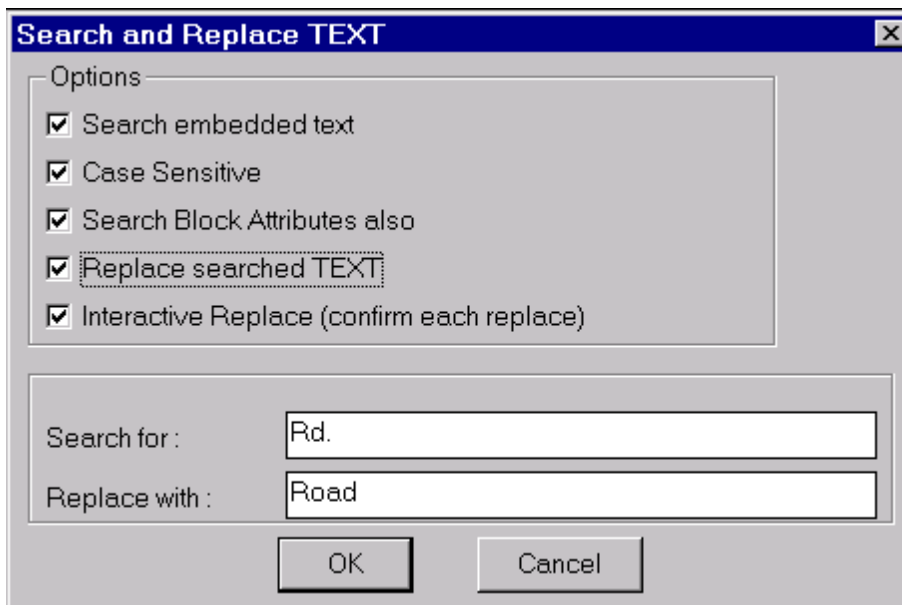 Search and Replace TEXT
Options
Search embedded text
Case Sensitive
Search Block Attributes also
Replace searched TEXT
Interactive Replace (confirm each replace)
Search for : Rd.
Replace with : Road
OK Cancel